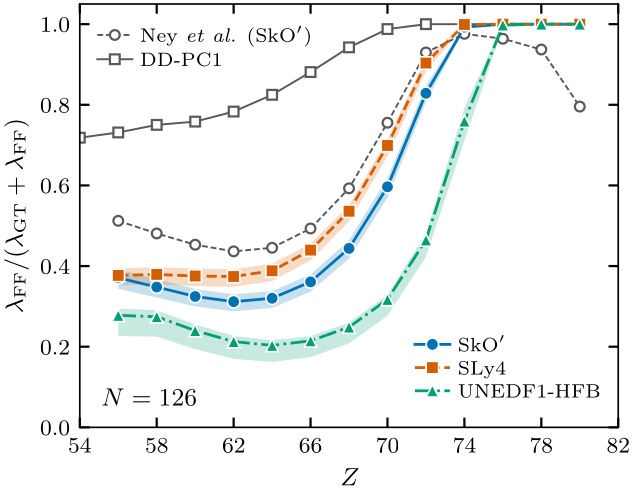 1.0
0.8
0.6
0.4
0.2
0.0
λFF/(λGT + λFF)
Ney et al. (SkO′)
DD-PC1
SkO′
SLy4
UNEDF1-HFB
N = 126
54 58 62 66 70 74 78 82
Z